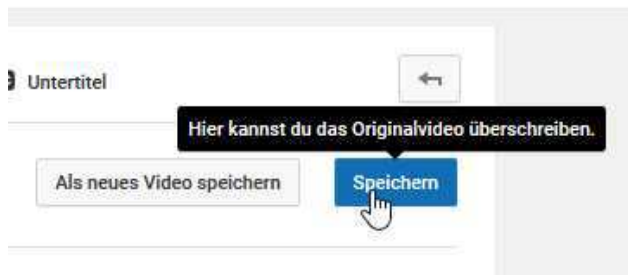 Untertitel
Hier kannst du das Originalvideo überschreiben.
Als neues Video speichern
Speichern